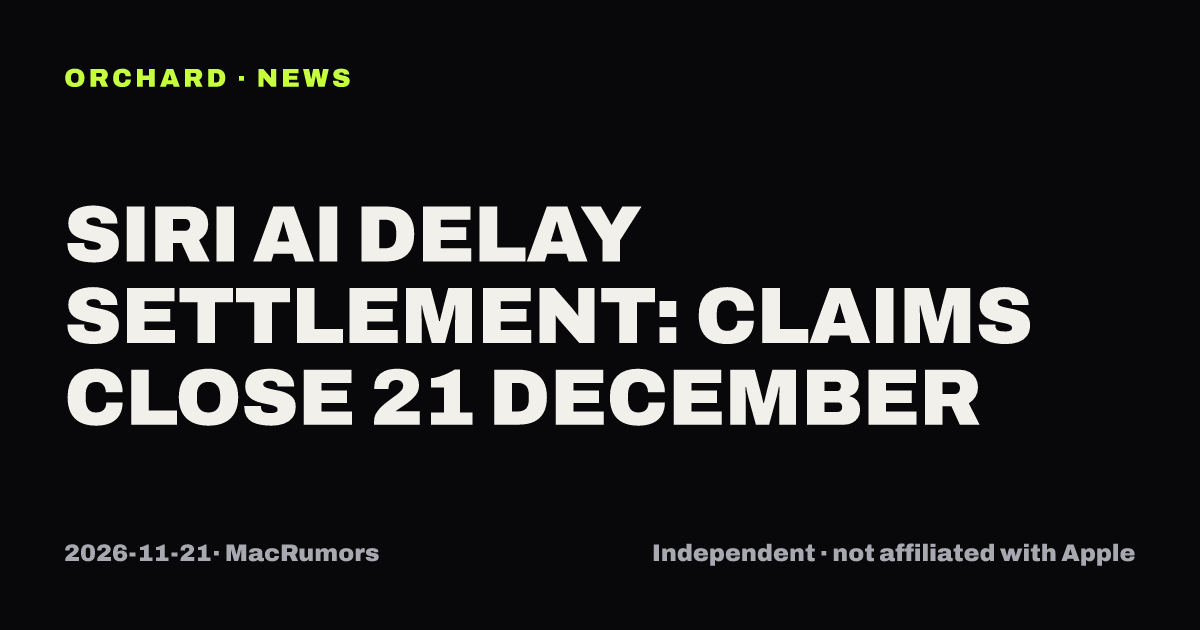 ORCHARD · NEWS
SIRI AI DELAY
SETTLEMENT: CLAIMS
CLOSE 21 DECEMBER
2026-11-21· MacRumors
Independent · not affiliated with Apple